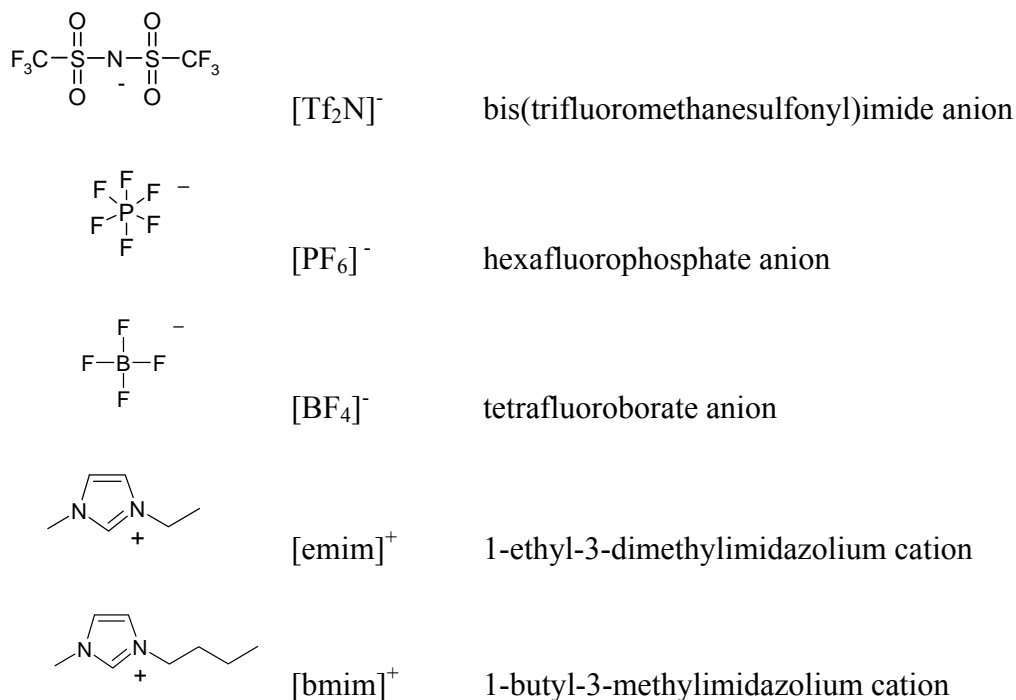 O O
F₃C—S—N—S—CF₃
-
O O
[Tf₂N]⁻ bis(trifluoromethanesulfonyl)imide anion
F F F −
P
F F F
[PF₆]⁻ hexafluorophosphate anion
F −
F—B—F
F
[BF₄]⁻ tetrafluoroborate anion
N N
+
[emim]⁺ 1-ethyl-3-dimethylimidazolium cation
N N
+
[bmim]⁺ 1-butyl-3-methylimidazolium cation